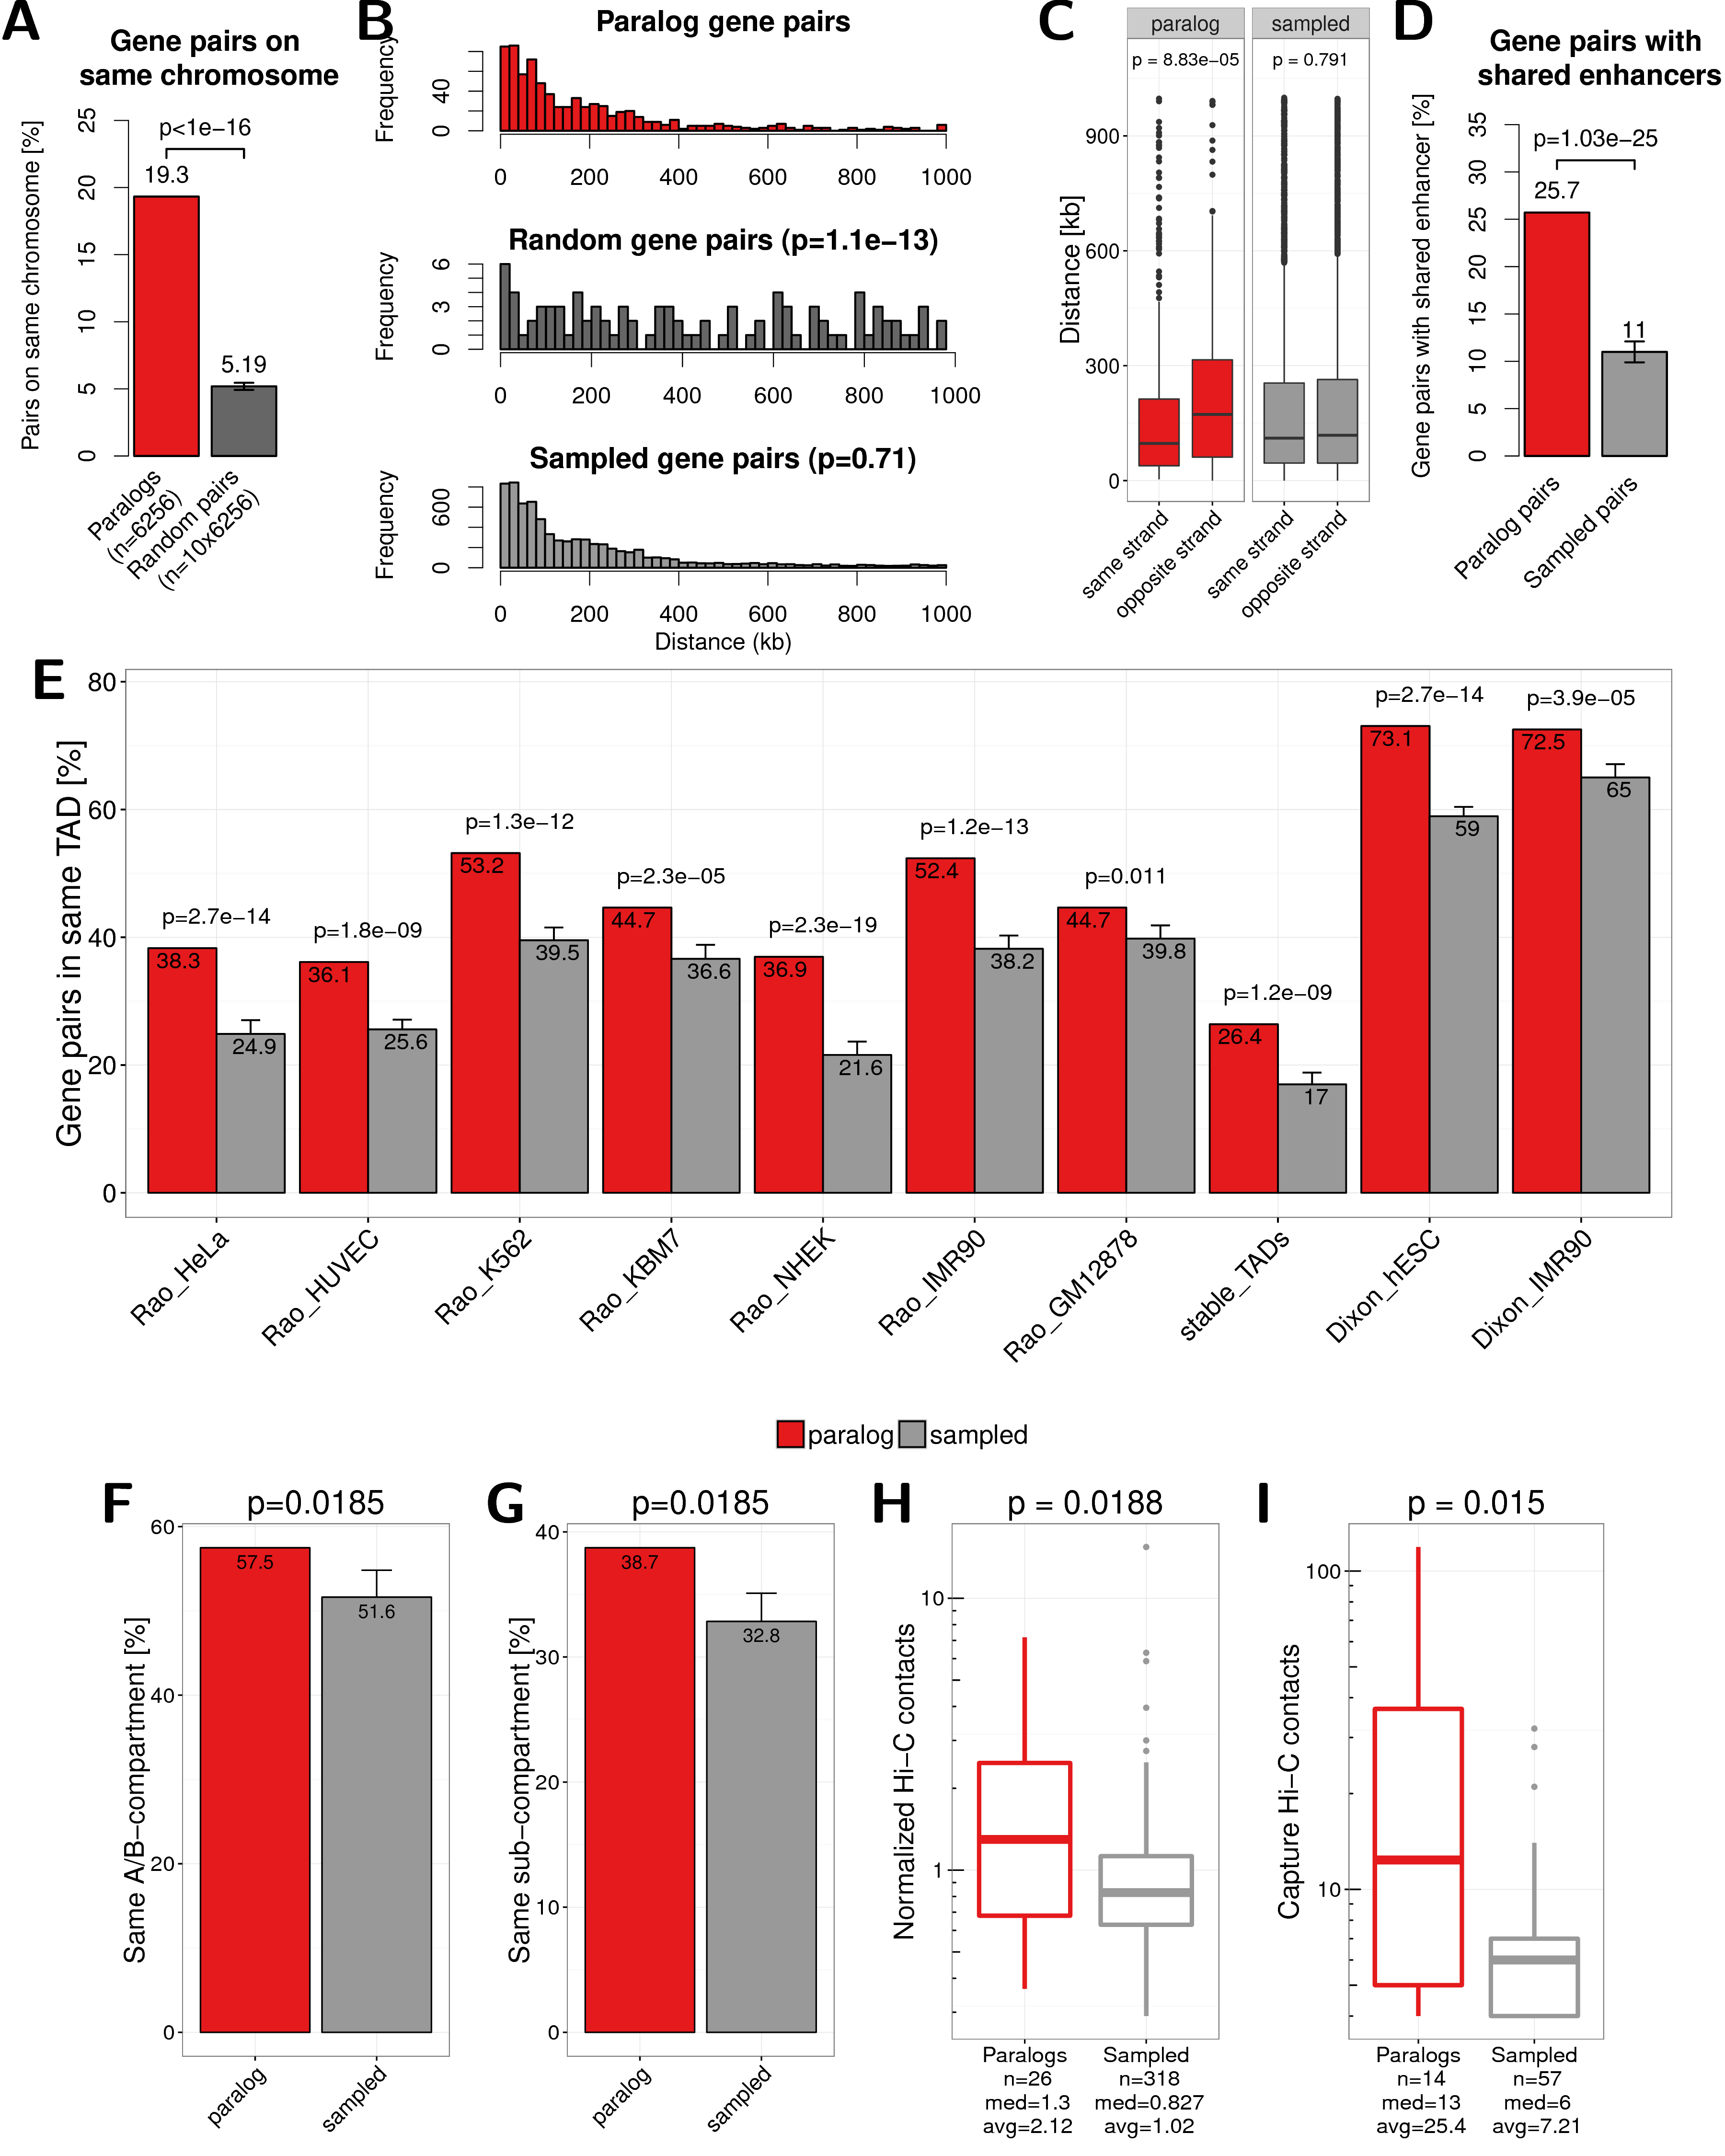 A
Gene pairs on
same chromosome
Pairs on same chromosome [%]
25
20
15
10
5
0
p<1e−16
19.3
5.19
Paralogs
(n=6256)
Random pairs
(n=10x6256)
B
Paralog gene pairs
Frequency
40
0
0 200 400 600 800 1000
Random gene pairs (p=1.1e−13)
Frequency
6
3
0
0 200 400 600 800 1000
Sampled gene pairs (p=0.71)
Frequency
600
0
0 200 400 600 800 1000
Distance (kb)
C
paralog sampled
p = 8.83e−05 p = 0.791
Distance [kb]
900
600
300
0
same strand
opposite strand
same strand
opposite strand
D
Gene pairs with
shared enhancers
Gene pairs with shared enhancer [%]
35
30
25
20
15
10
5
0
p=1.03e−25
25.7
11
Paralog pairs
Sampled pairs
E
Gene pairs in same TAD [%]
80
60
40
20
0
p=2.7e−14
38.3
24.9
p=1.8e−09
36.1
25.6
p=1.3e−12
53.2
39.5
p=2.3e−05
44.7
36.6
p=2.3e−19
36.9
21.6
p=1.2e−13
52.4
38.2
p=0.011
44.7
39.8
p=1.2e−09
26.4
17
p=2.7e−14
73.1
59
p=3.9e−05
72.5
65
Rao_HeLa
Rao_HUVEC
Rao_K562
Rao_KBM7
Rao_NHEK
Rao_IMR90
Rao_GM12878
stable_TADs
Dixon_hESC
Dixon_IMR90
paralog sampled
F
p=0.0185
Same A/B−compartment [%]
60
40
20
0
57.5
51.6
paralog
sampled
G
p=0.0185
Same sub−compartment [%]
40
30
20
10
0
38.7
32.8
paralog
sampled
H
p = 0.0188
Normalized Hi−C contacts
10
1
Paralogs
n=26
med=1.3
avg=2.12
Sampled
n=318
med=0.827
avg=1.02
I
p = 0.015
Capture Hi−C contacts
100
10
Paralogs
n=14
med=13
avg=25.4
Sampled
n=57
med=6
avg=7.21